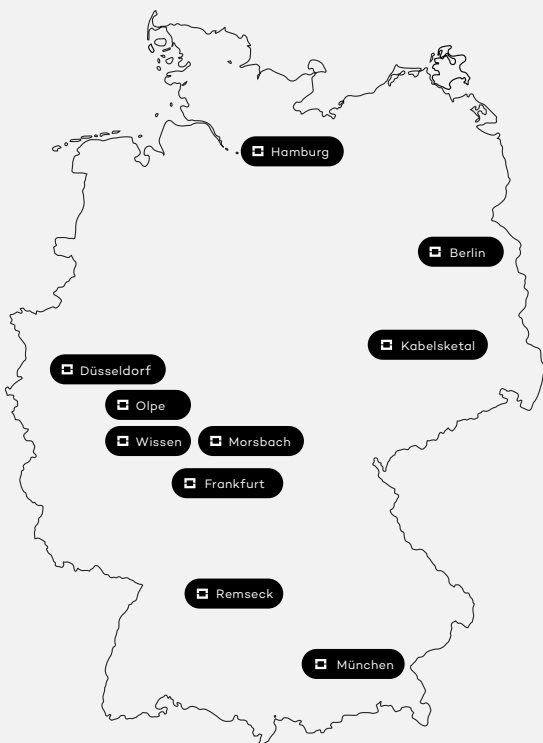 Hamburg
Berlin
Kabelsketal
Düsseldorf
Olpe
Wissen
Morsbach
Frankfurt
Remseck
München